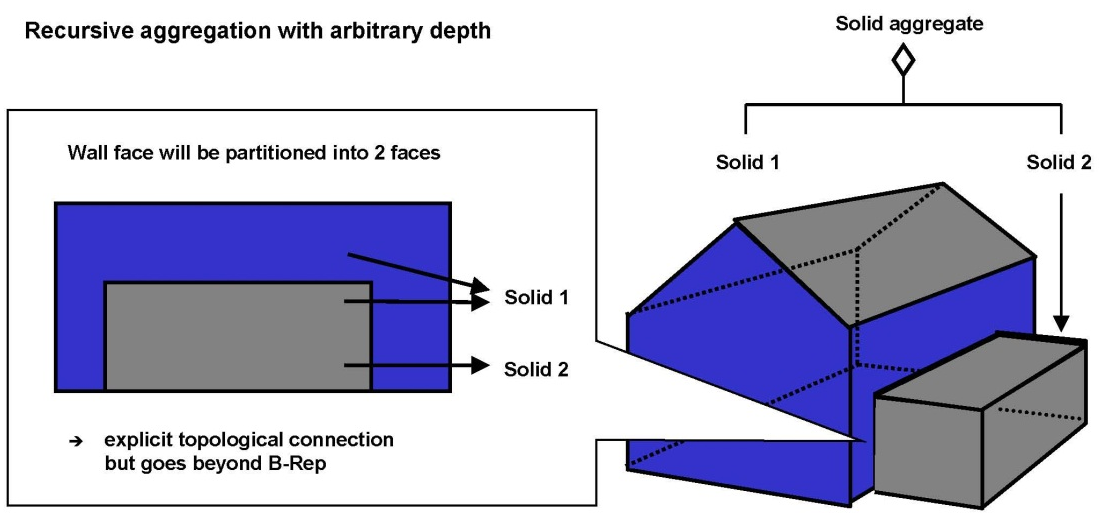 Recursive aggregation with arbitrary depth
Solid aggregate
Solid 1
Solid 2
Wall face will be partitioned into 2 faces
Solid 1
Solid 2
➔ explicit topological connection
but goes beyond B-Rep